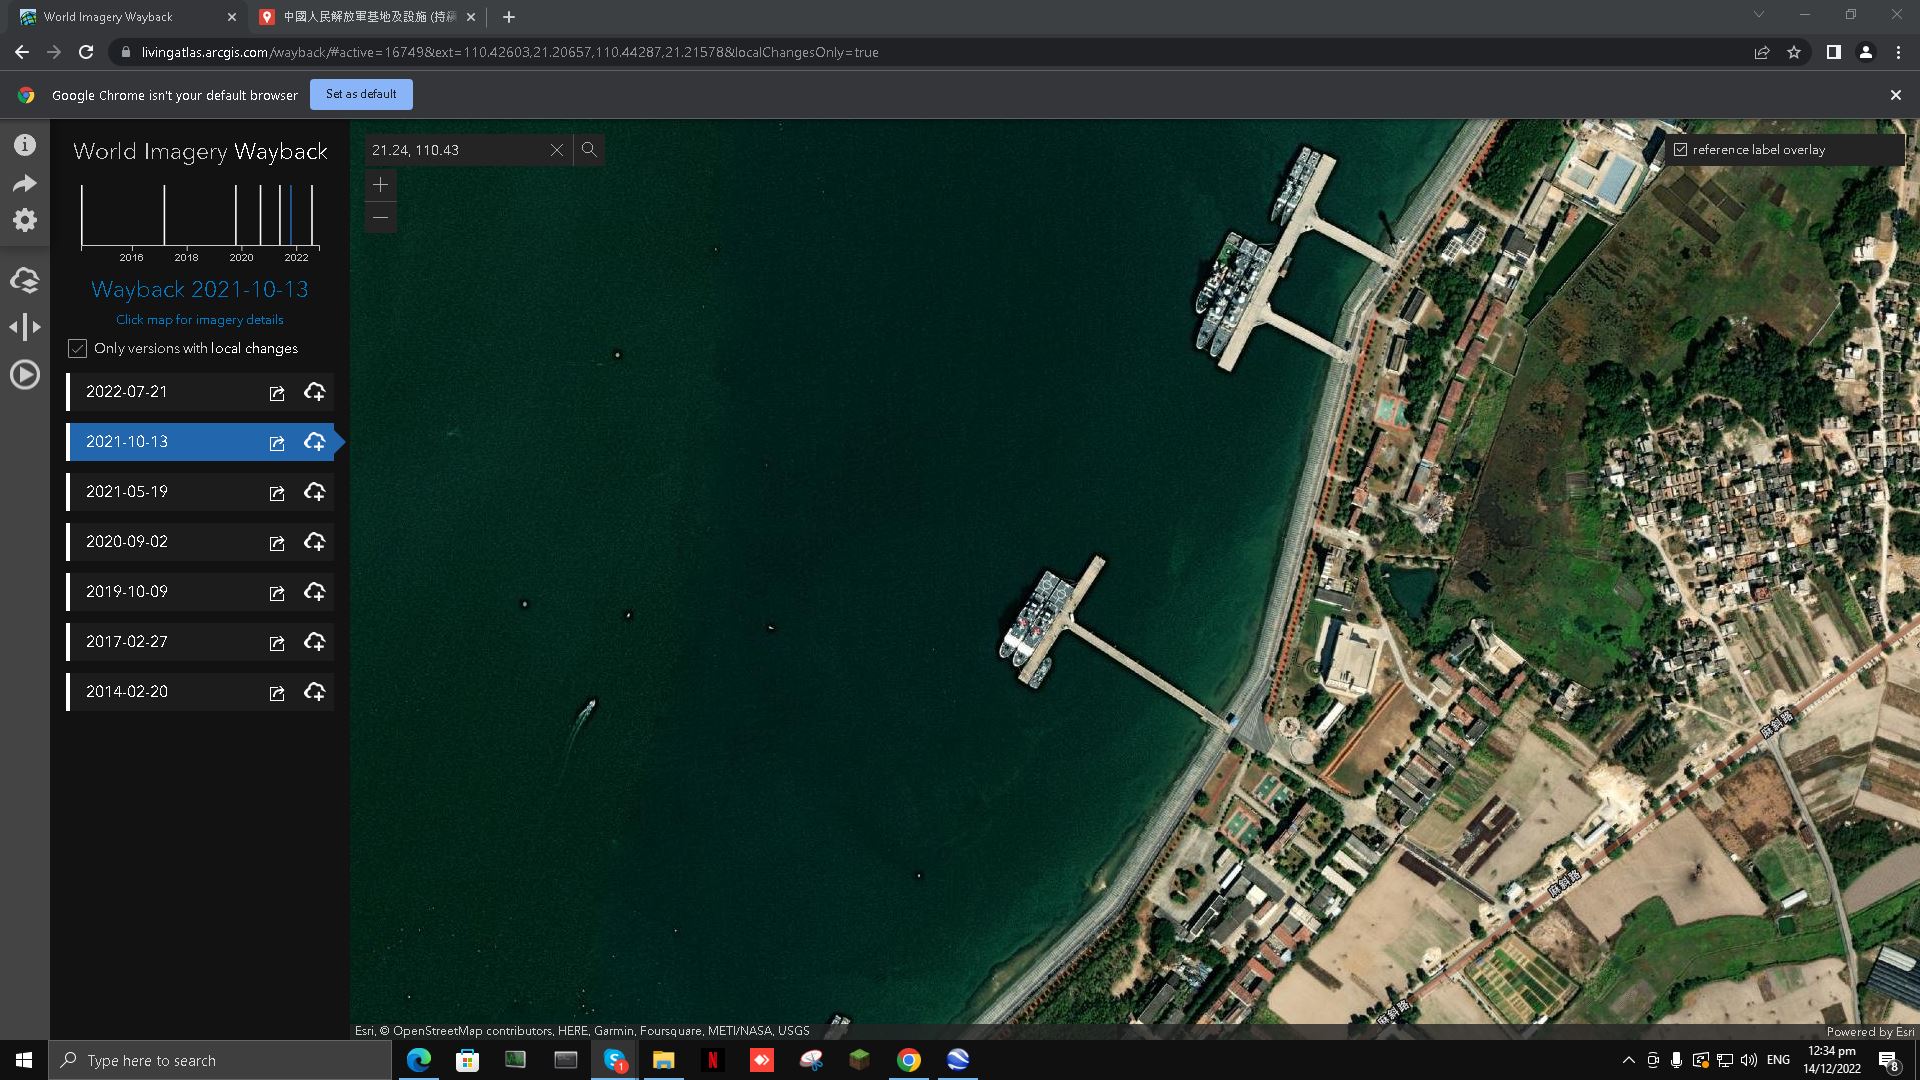 World Imagery Wayback
中國人民解放軍基地及設施 (持續
livingatlas.arcgis.com/wayback/#active=16749&ext=110.42603,21.20657,110.44287,21.21578&localChangesOnly=true
Google Chrome isn't your default browser
Set as default
World Imagery Wayback
2016 2018 2020 2022
Wayback 2021-10-13
Click map for imagery details
Only versions with local changes
2022-07-21
2021-10-13
2021-05-19
2020-09-02
2019-10-09
2017-02-27
2014-02-20
21.24, 110.43
reference label overlay
麻斜路
麻斜路
麻斜路
Esri, © OpenStreetMap contributors, HERE, Garmin, Foursquare, METI/NASA, USGS
Powered by Esri
Type here to search
S
1
N
ENG
12:34 pm
14/12/2022
8